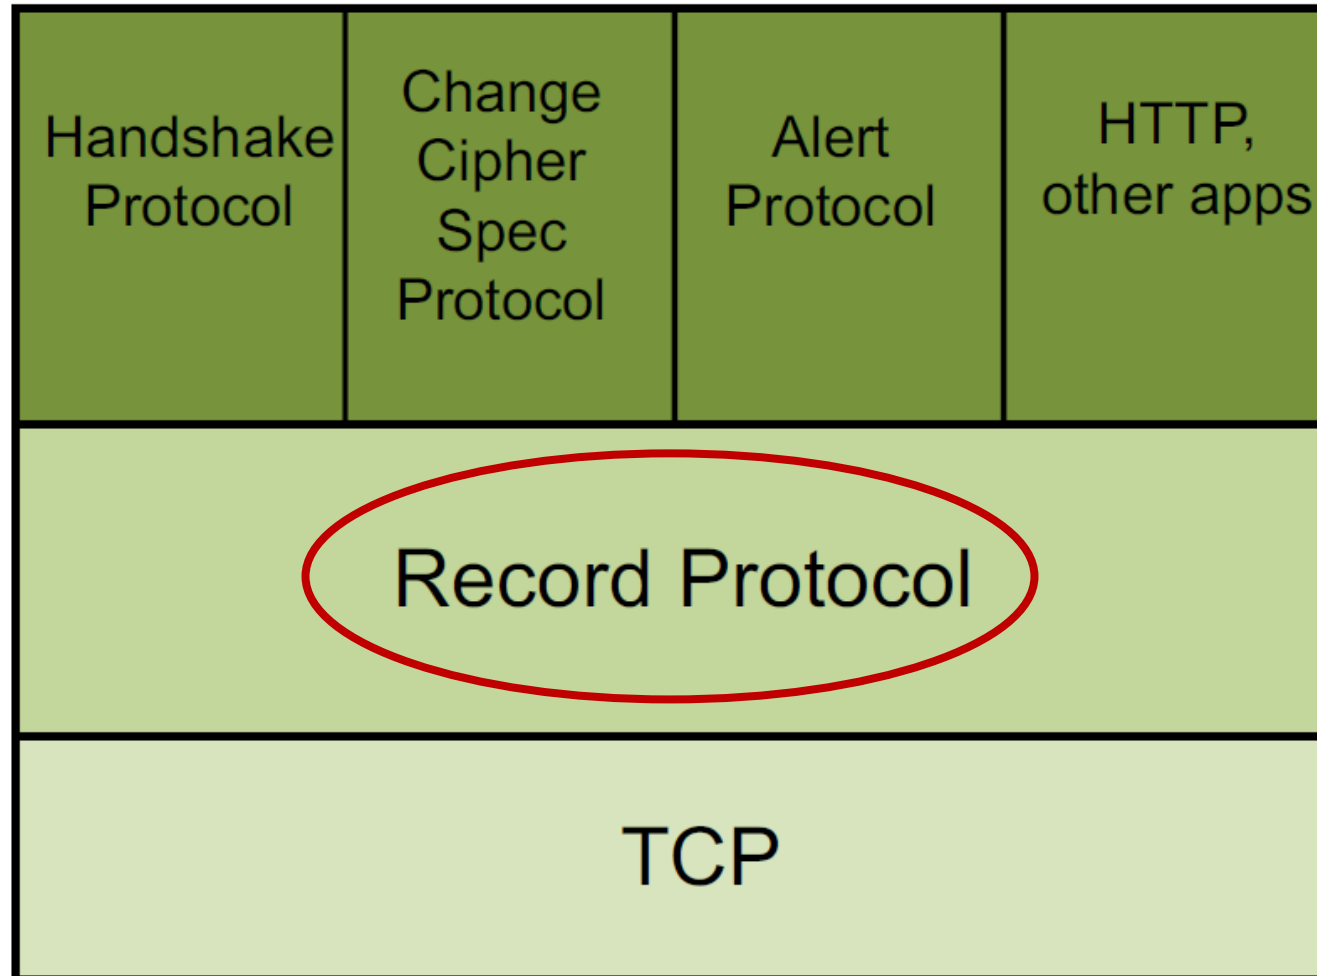 Handshake
Protocol
Change
Cipher
Spec
Protocol
Alert
Protocol
HTTP,
other apps
Record Protocol
TCP